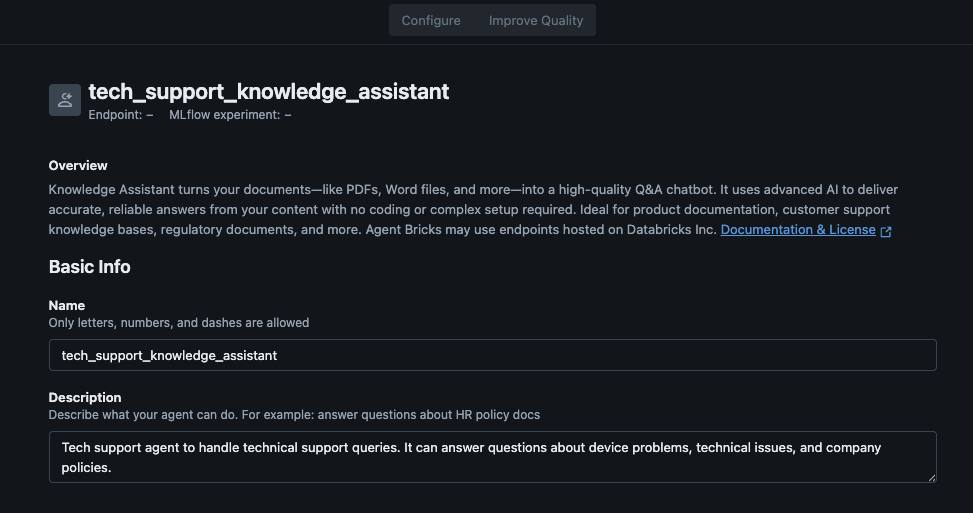 Configure Improve Quality
tech_support_knowledge_assistant
Endpoint: – MLflow experiment: –
Overview
Knowledge Assistant turns your documents—like PDFs, Word files, and more—into a high-quality Q&A chatbot. It uses advanced AI to deliver
accurate, reliable answers from your content with no coding or complex setup required. Ideal for product documentation, customer support
knowledge bases, regulatory documents, and more. Agent Bricks may use endpoints hosted on Databricks Inc. Documentation & License
Basic Info
Name
Only letters, numbers, and dashes are allowed
tech_support_knowledge_assistant
Description
Describe what your agent can do. For example: answer questions about HR policy docs
Tech support agent to handle technical support queries. It can answer questions about device problems, technical issues, and company
policies.